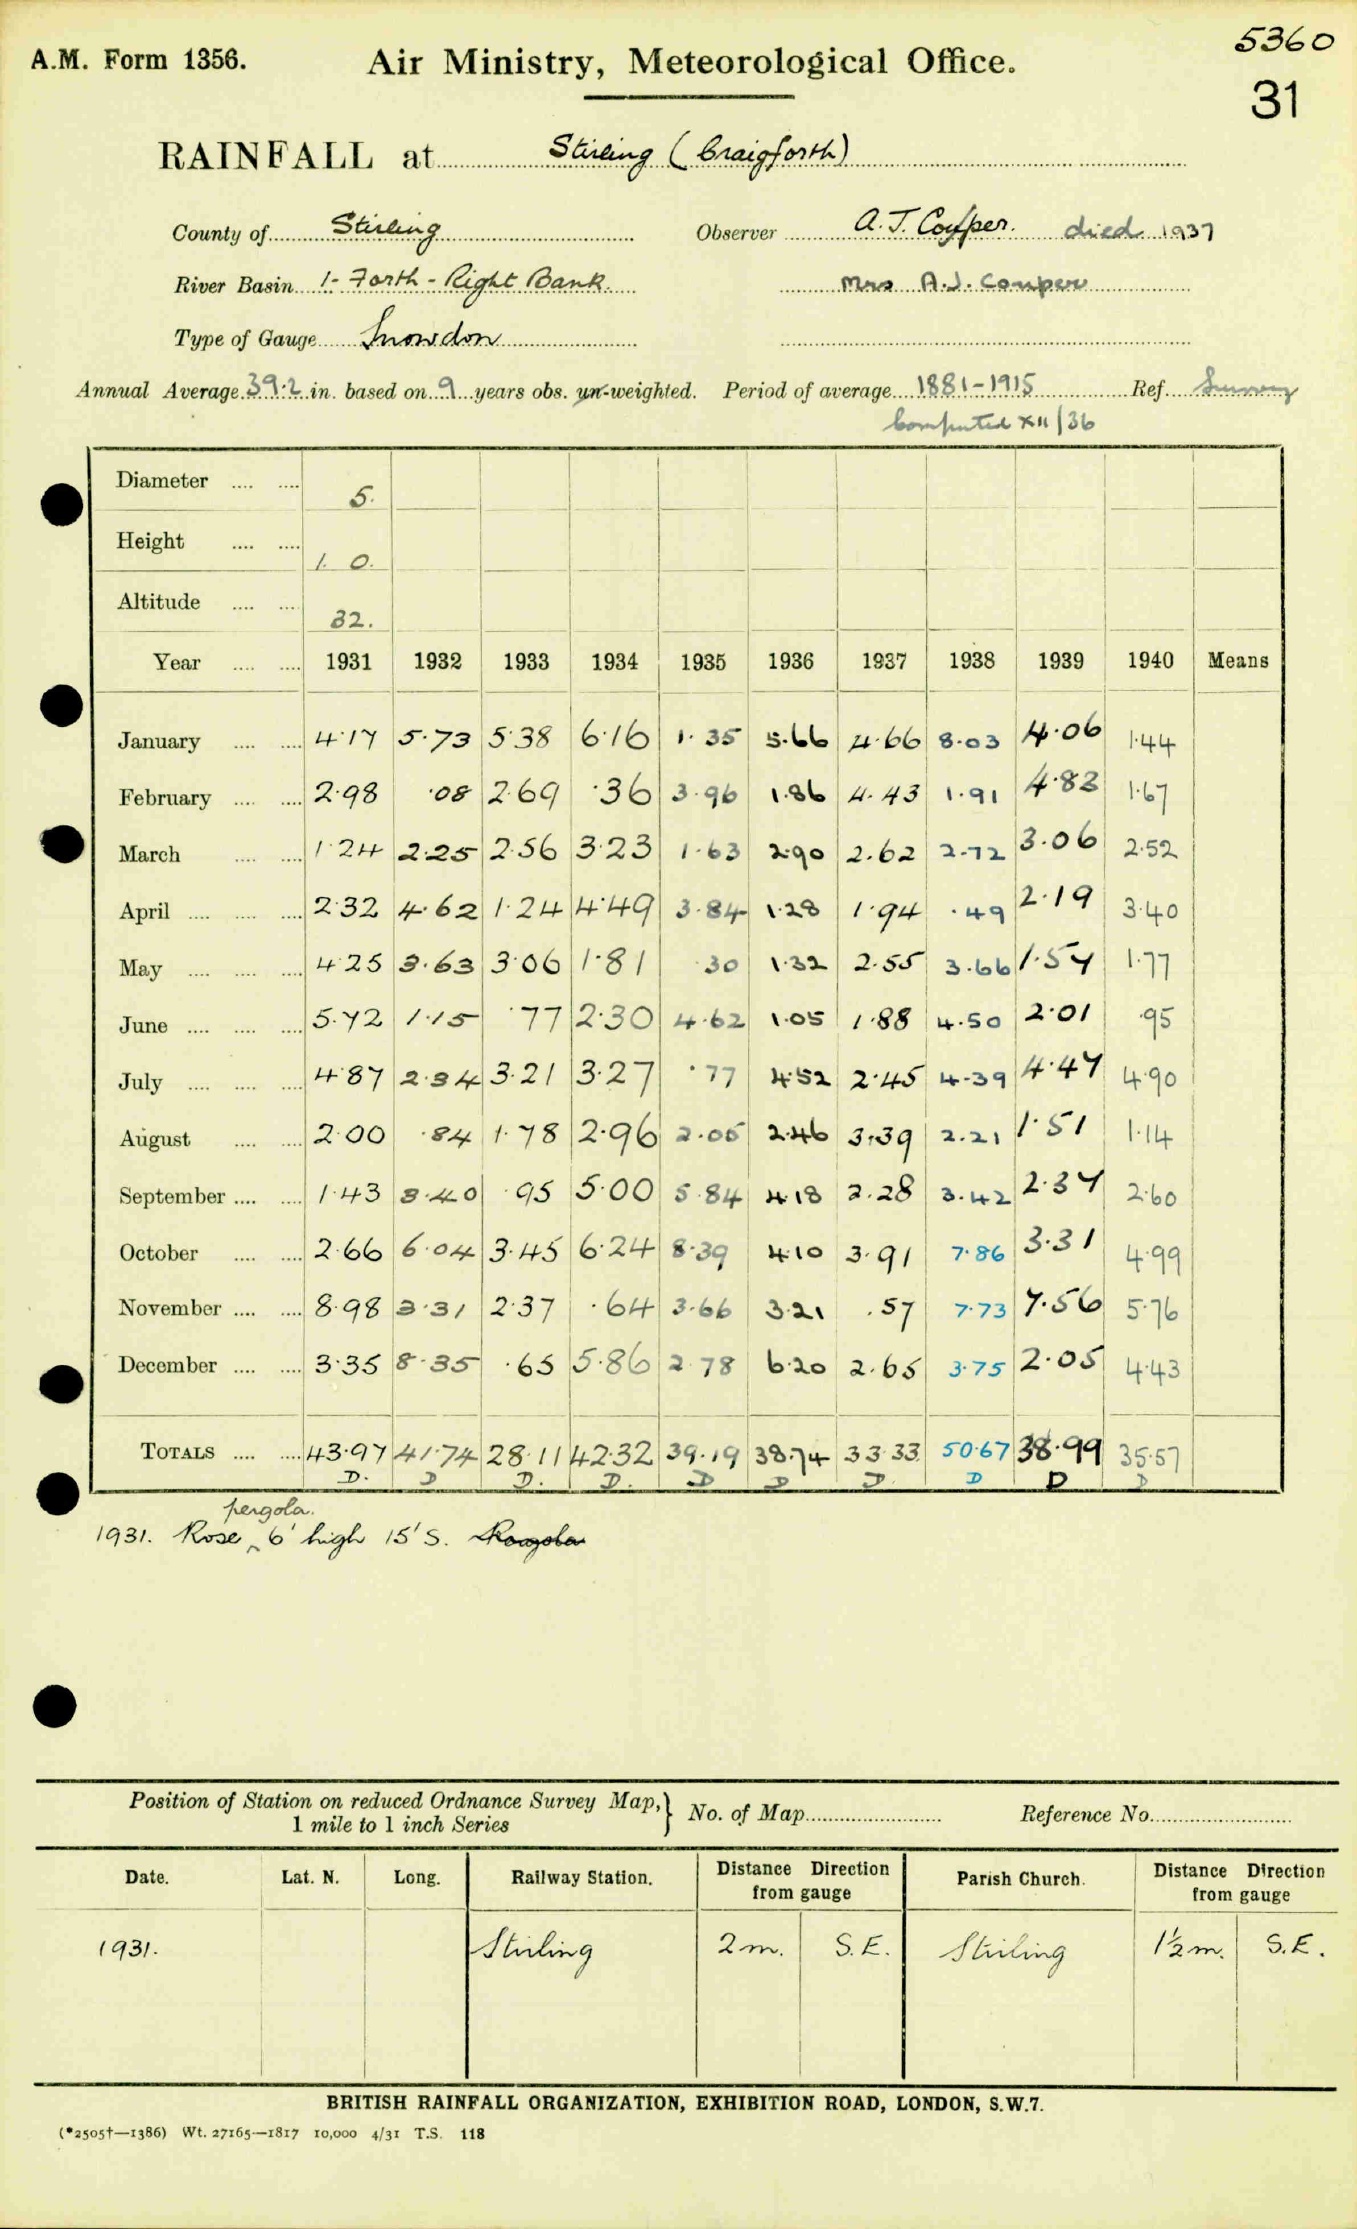 A.M. Form 1356.
Air Ministry, Meteorological Office.
5360
31
RAINFALL at Stirling (Craigforth)
County of Stirling Observer A. J. Couper. died 1937
River Basin 1- Forth - Right Bank. Mrs A.J. Couper
Type of Gauge Snowdon
Annual Average 39.2 in. based on 9 years obs. un-weighted. Period of average 1881-1915 Ref. Survey
Computed XII/36
Diameter 5.
Height 1. 0.
Altitude 32.
Year 1931 1932 1933 1934 1935 1936 1937 1938 1939 1940 Means
January 4.17 5.73 5.38 6.16 1.35 5.66 4.66 8.03 4.06 1.44
February 2.98 .08 2.69 .36 3.96 1.86 4.43 1.91 4.83 1.67
March 1.24 2.25 2.56 3.23 1.63 2.90 2.62 2.72 3.06 2.52
April 2.32 4.62 1.24 4.49 3.84 1.28 1.94 .49 2.19 3.40
May 4.25 3.63 3.06 1.81 .30 1.32 2.55 3.66 1.57 1.77
June 5.72 1.15 .77 2.30 4.62 1.05 1.88 4.50 2.01 .95
July 4.87 2.34 3.21 3.27 .77 4.52 2.45 4.39 4.47 4.90
August 2.00 .84 1.78 2.96 2.05 2.46 3.39 2.21 1.51 1.14
September 1.43 3.40 .95 5.00 5.84 4.18 2.28 3.42 2.37 2.60
October 2.66 6.04 3.45 6.24 8.39 4.10 3.91 7.86 3.31 4.99
November 8.98 3.31 2.37 .64 3.66 3.21 .57 7.73 7.56 5.76
December 3.35 8.35 .65 5.86 2.78 6.20 2.65 3.75 2.05 4.43
TOTALS 43.97 41.74 28.11 42.32 39.19 38.74 33.33 50.67 38.99 35.57
D. D D. D. D D D. D D D
pergola.
1931. Rose 6' high 15' S.
Position of Station on reduced Ordnance Survey Map, } No. of Map Reference No.
1 mile to 1 inch Series
Date. Lat. N. Long. Railway Station. Distance Direction from gauge Parish Church. Distance Direction from gauge
1931. Stirling 2 m. S.E. Stirling 1½ m. S.E.
BRITISH RAINFALL ORGANIZATION, EXHIBITION ROAD, LONDON, S.W.7.
(*2505†—1386) Wt. 27165—1817 10,000 4/31 T.S. 118